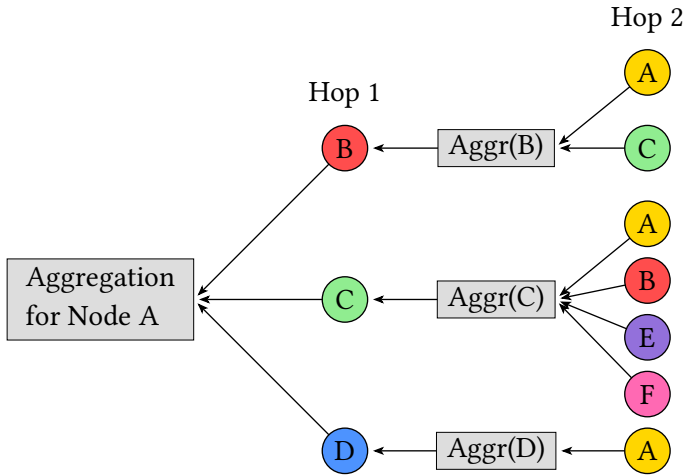 Hop 2
A
Hop 1
B
Aggr(B)
C
A
B
Aggregation
for Node A
C
Aggr(C)
E
F
D
Aggr(D)
A